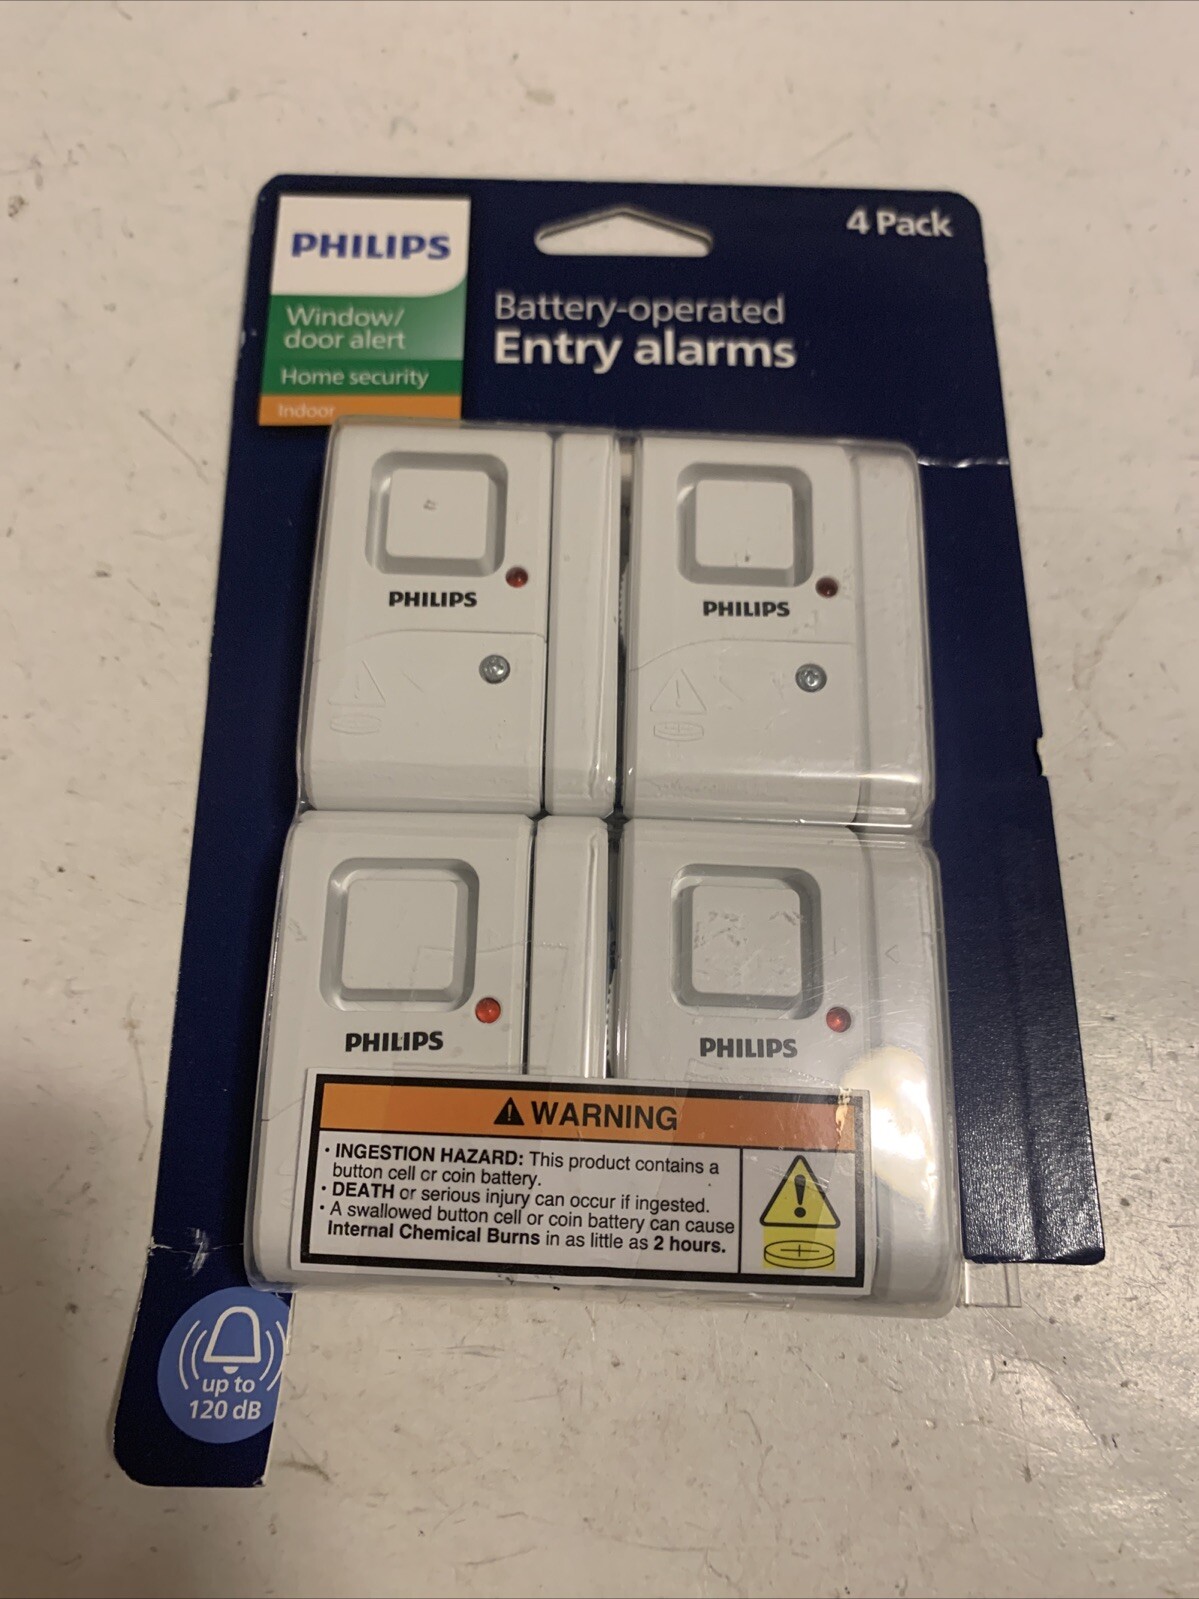 PHILIPS
Window/
door alert
Home security
Indoor
4 Pack
Battery-operated
Entry alarms
PHILIPS
PHILIPS
PHILIPS
PHILIPS
WARNING
· INGESTION HAZARD: This product contains a
button cell or coin battery.
· DEATH or serious injury can occur if ingested.
· A swallowed button cell or coin battery can cause
Internal Chemical Burns in as little as 2 hours.
up to
120 dB